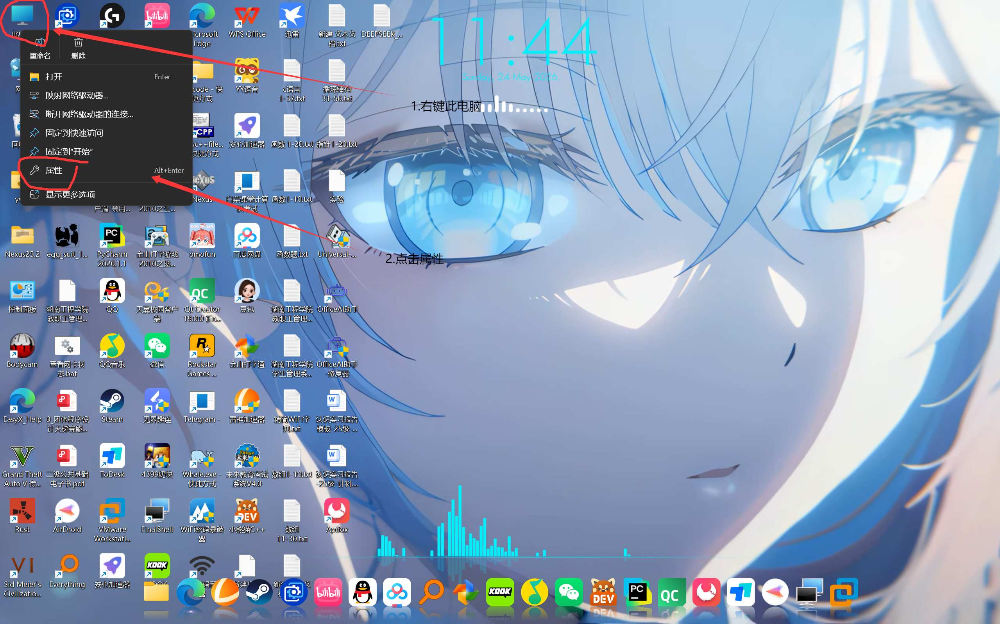 此电
重命名
删除
打开 Enter
映射网络驱动器...
断开网络驱动器的连接...
固定到快速访问
固定到"开始"
属性 Alt+Enter
显示更多选项
bilibili
Microsoft
Edge
WPS Office
迅雷
新建 文本文
档.txt
DEEPSEEK_...
11:44
Sunday, 24 May 2026.
1.右键此电脑
2.点击属性
code - 快
捷方式
YY语音
c语言
1-37.txt
循环结构
31-50.txt
DEV
CPP
vc++file...
快捷方式
安心加速器
函数 1-20.txt
指针1-20.txt
户端-禁用...
2010之生...
Nexus
白菜课堂计算
机考试
函数1-10.txt
实验
Nexus25.2
egg_suit_1...
PC
PyCharm
2026.1.1
金山打字游戏
2010之拯...
OMOFUN
omofun
百度网盘
函数题.txt
Universal-...
控制面板
湖南工程学院
教职工管理...
QQ
天翼校园客户
端
QC
Qt Creator
19.0.0 (En...
豆包
湖南工程学院
教职工管理...
OfficeAI助手
Bodycam
查看网卡状
态.bat
QQ音乐
微信
Rockstar
Games ...
金山打字通
湖南工程学院
学生管理系...
OfficeAI助手
-修复器
EasyX_Help
0_团体程序设
计天梯赛能...
Steam
无界趣连
Telegram -
雷神加速器
精简WiFi字
典.txt
认识实习报告
模板-25级-...
Grand Theft
Auto V 传...
二级公共基础
电子书.pdf
ToDesk
4399奶块
Whale.exe -
快捷方式
Future
未来教育考试
系统V4.0
数组1-10.txt
认识实习报告
-25级-计科....
Rust
AirDroid
VMware
Workstati...
FinalShell
WiFi密码暴破
器
DEV
小熊猫C++
数组
11-30.txt
Apifox
VI
Sid Meier's
Civilizatio...
Everything
安心加速器
KOOK
KOOK
bilibili
KOOK
DEV
PC
QC